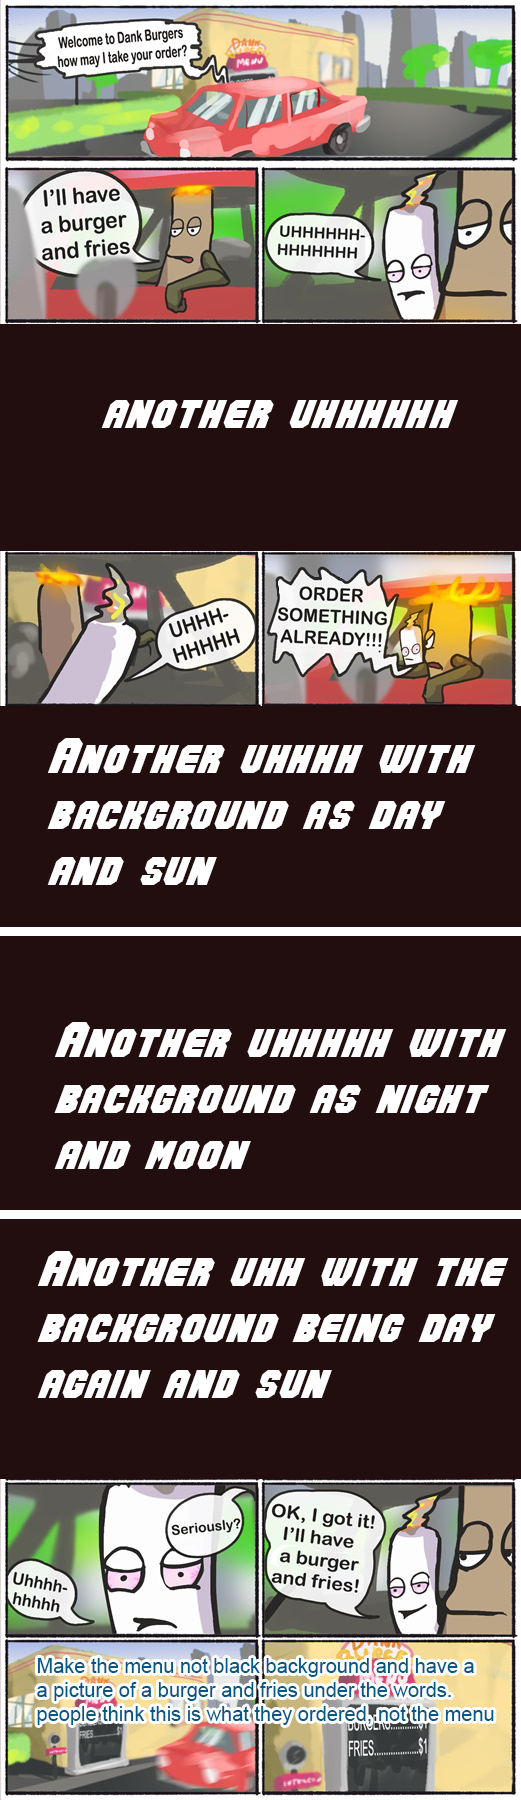 Welcome to Dank Burgers
how may I take your order?
DANK
MENU
I'll have
a burger
and fries
UHHHHHH-
HHHHHHH
ANOTHER UHHHHHH
UHHH-
HHHHH
ORDER
SOMETHING
ALREADY!!!
ANOTHER UHHHH WITH
BACKGROUND AS DAY
AND SUN
ANOTHER UHHHHH WITH
BACKGROUND AS NIGHT
AND MOON
ANOTHER UHH WITH THE
BACKGROUND BEING DAY
AGAIN AND SUN
Seriously?
Uhhhh-
hhhhh
OK, I got it!
I'll have
a burger
and fries!
Make the menu not black background and have a
a picture of a burger and fries under the words.
people think this is what they ordered, not the menu
BURGERS..........$1
FRIES..................$1